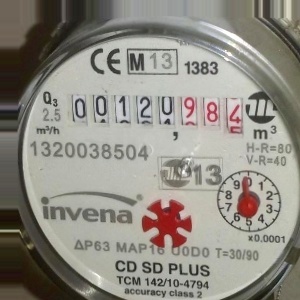 CE M13 1383
Q3 2.5 m³/h
00120984 m³
1320038504
H-R=80
V-R=40
13
invena
x0.0001
ΔP63 MAP16 U0D0 T=30/90
CD SD PLUS
TCM 142/10-4794
accuracy class 2